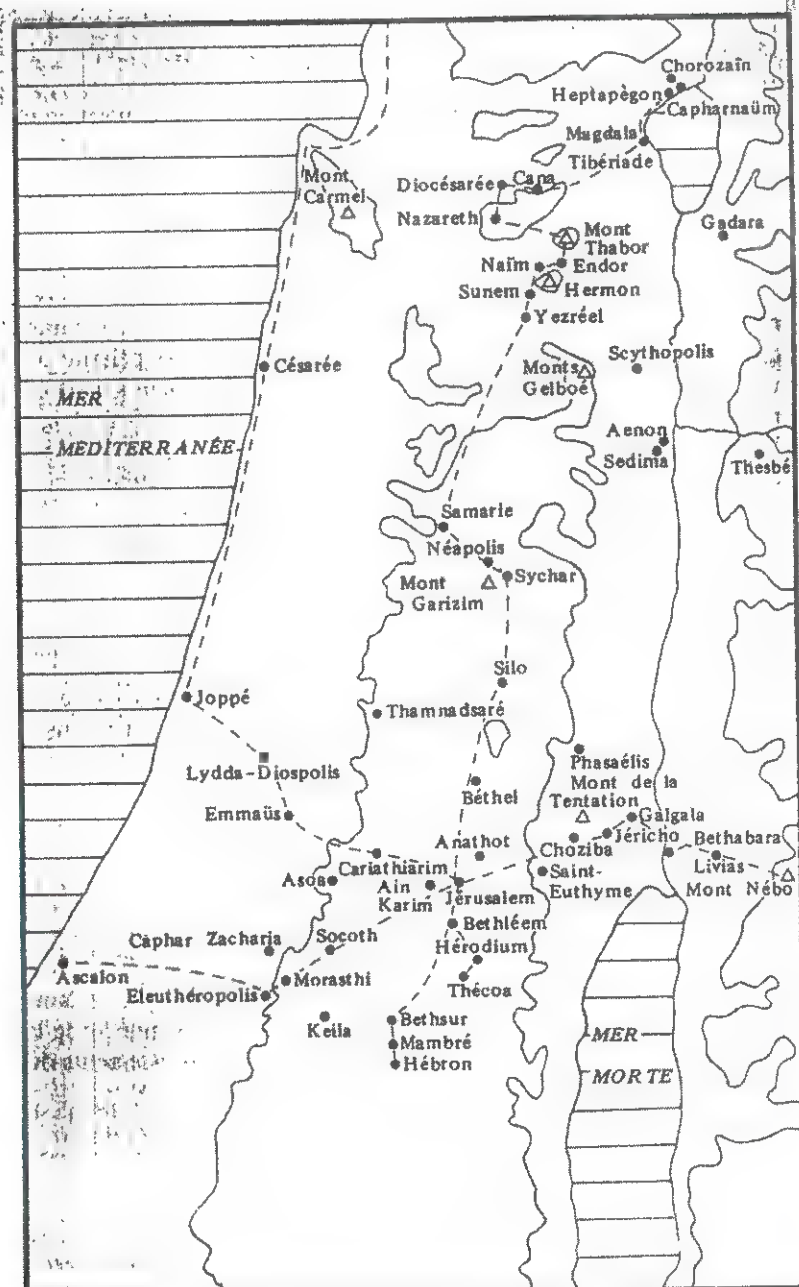 Chorozaïn
Heptapègon
Capharnaüm
Magdala
Tibériade
Mont
Carmel
Diocésarée
Cana
Nazareth
Mont
Thabor
Gadara
Naïm
Endor
Sunem
Hermon
Yezréel
Césarée
Monts
Gelboé
Scythopolis
MER
MEDITERRANÉE
Aenon
Sedima
Thesbé
Samarie
Néapolis
Mont
Garizim
Sychar
Silo
Joppé
Thamnadsaré
Lydda-Diospolis
Phasaélis
Mont de la
Tentation
Béthel
Emmaüs
Galgala
Anathot
Choziba
Jéricho
Bethabara
Cariathiarim
Asoa
Ain
Karim
Jérusalem
Saint-
Euthyme
Livias
Mont Nébo
Bethléem
Caphar Zacharia
Socoth
Hérodium
Ascalon
Morasthi
Thécoa
Eleuthéropolis
Keila
Bethsur
Mambré
Hébron
MER
MORTE